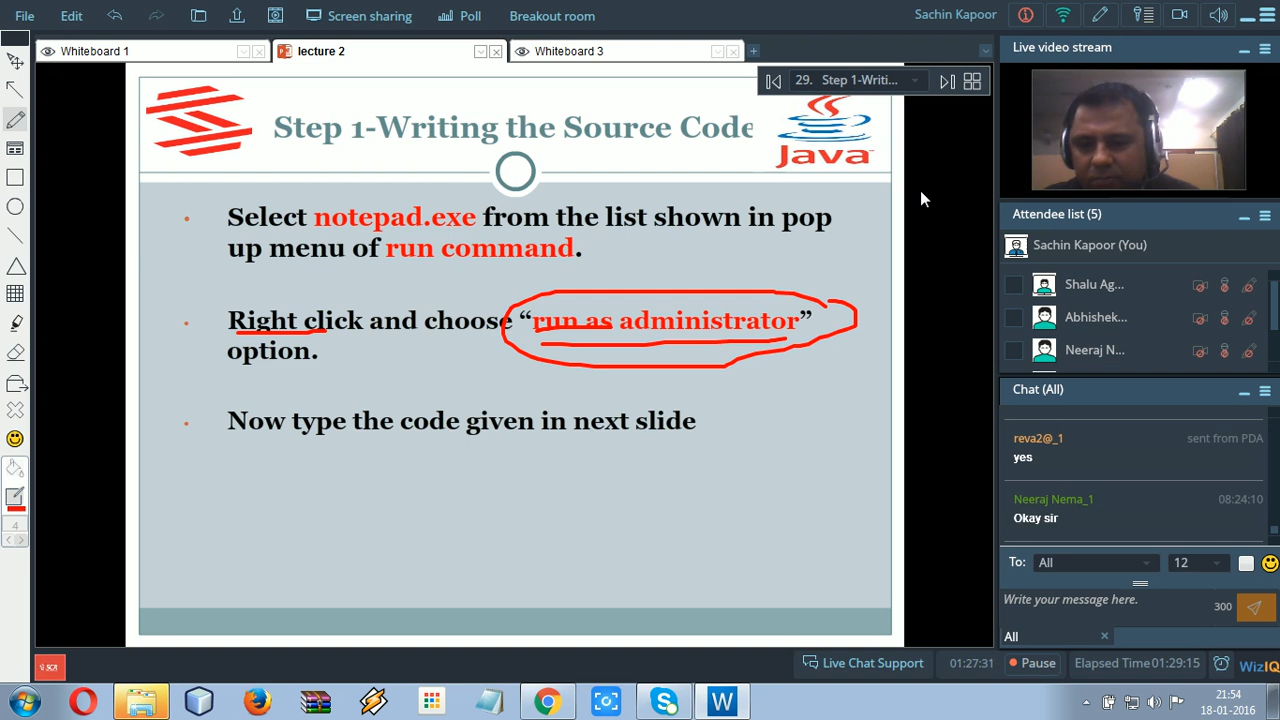 File Edit Screen sharing Poll Breakout room Sachin Kapoor
Whiteboard 1 lecture 2 Whiteboard 3
29. Step 1-Writi...
Step 1-Writing the Source Code
Java
Select notepad.exe from the list shown in pop
up menu of run command.
Right click and choose “run as administrator”
option.
Now type the code given in next slide
Live video stream
Attendee list (5)
Sachin Kapoor (You)
Shalu Ag...
Abhishek...
Neeraj N...
Chat (All)
reva2@_1 sent from PDA
yes
Neeraj Nema_1 08:24:10
Okay sir
To: All 12
Write your message here.
300
All
4
SCA
Live Chat Support 01:27:31 Pause Elapsed Time 01:29:15 WizIQ
21:54
18-01-2016